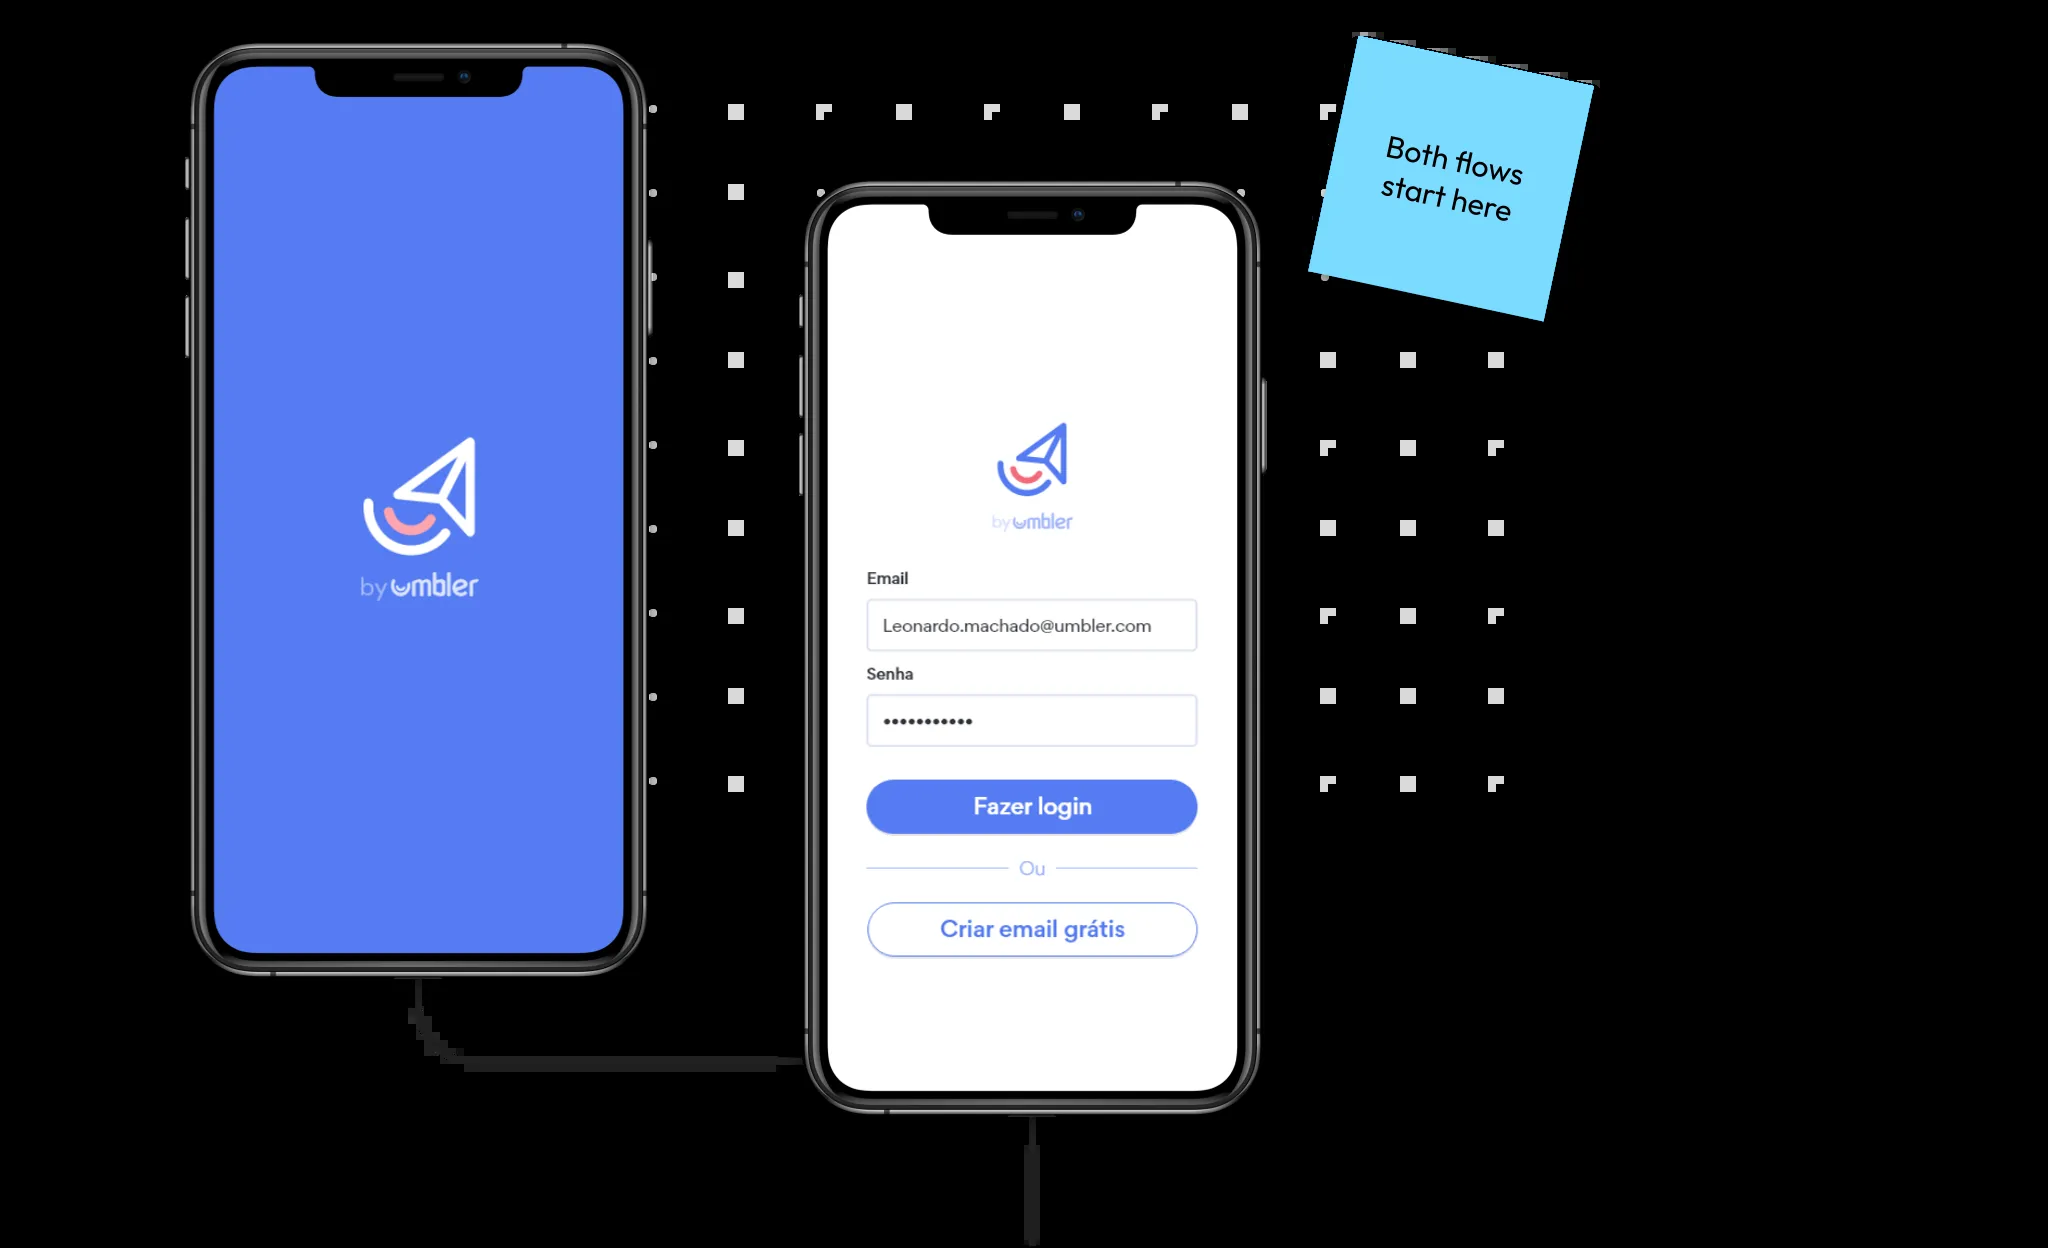 by umbler
Both flows
start here
by umbler
Email
Leonardo.machado@umbler.com
Senha
•••••••••••
Fazer login
Ou
Criar email grátis